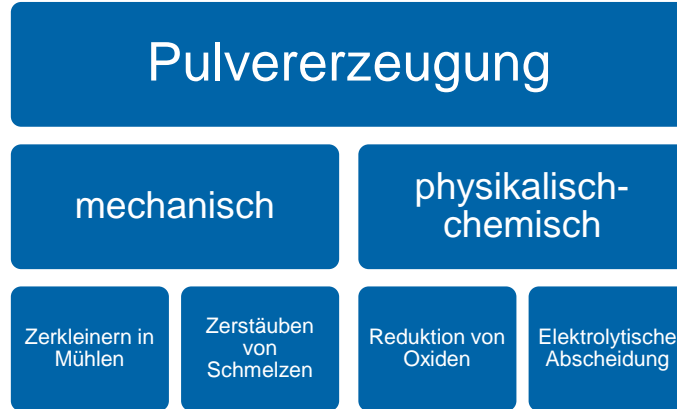 Pulvererzeugung
mechanisch
physikalisch-
chemisch
Zerkleinern in
Mühlen
Zerstäuben
von
Schmelzen
Reduktion von
Oxiden
Elektrolytische
Abscheidung